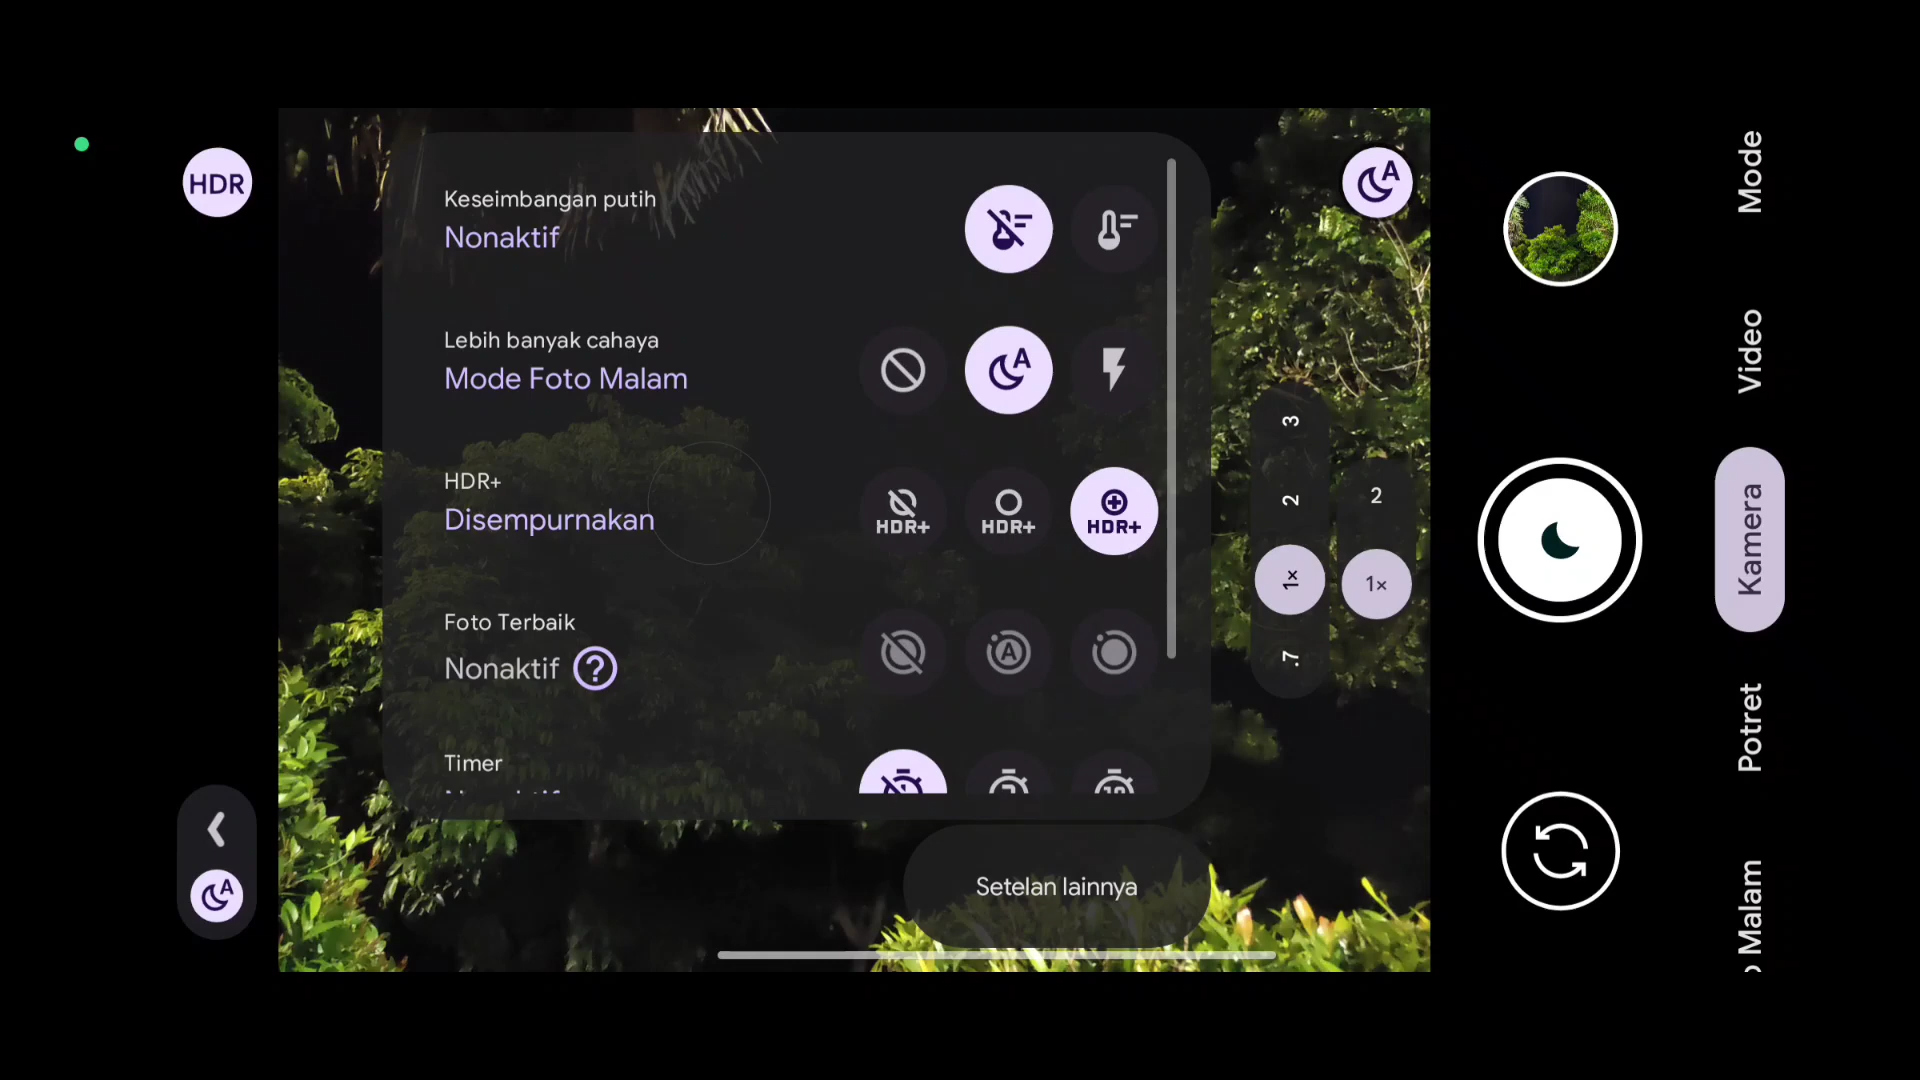 HDR
Keseimbangan putih
Nonaktif
Lebih banyak cahaya
Mode Foto Malam
A
HDR+
Disempurnakan
HDR+
HDR+
HDR+
Foto Terbaik
Nonaktif
?
A
Timer
Setelan lainnya
A
A
3
2
1×
.7
2
1×
Mode
Video
Kamera
Potret
Malam